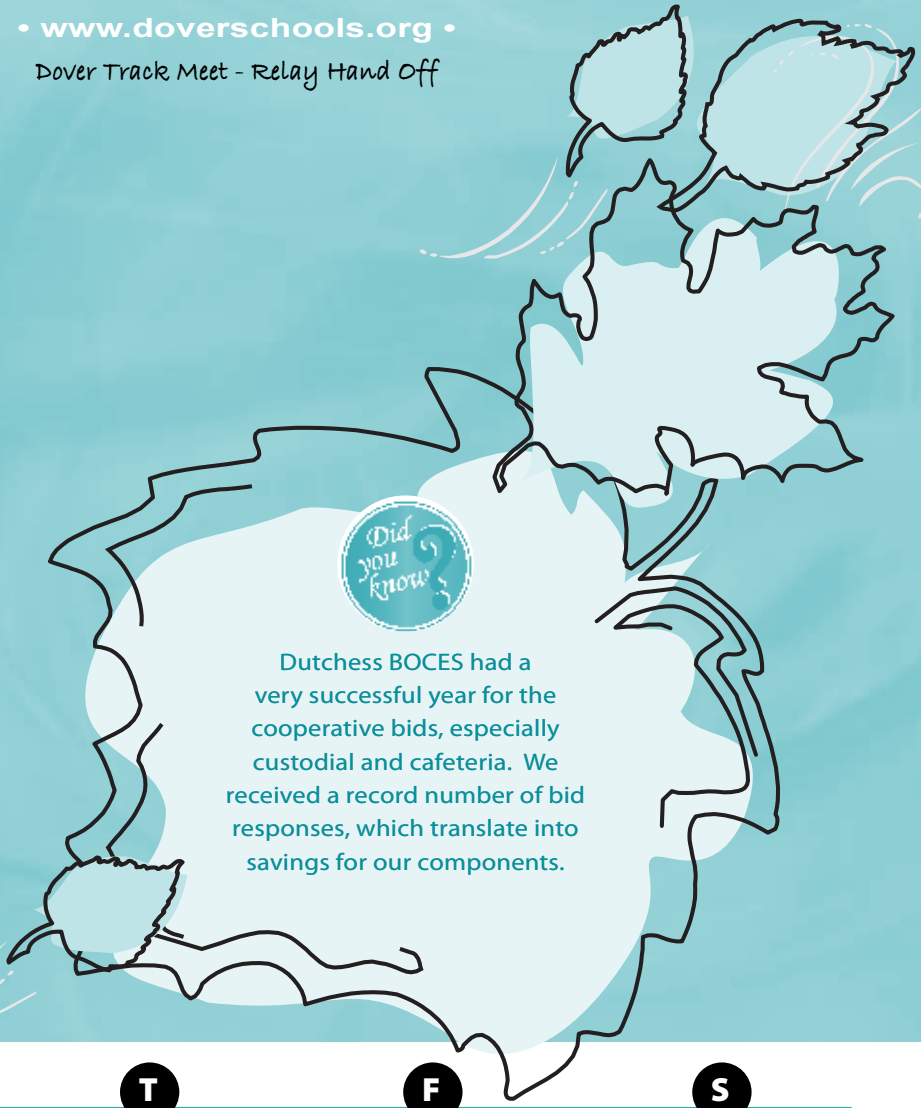 • www.doverschools.org •
Dover Track Meet - Relay Hand Off
Did
you
know?
Dutchess BOCES had a
very successful year for the
cooperative bids, especially
custodial and cafeteria. We
received a record number of bid
responses, which translate into
savings for our components.
T F S